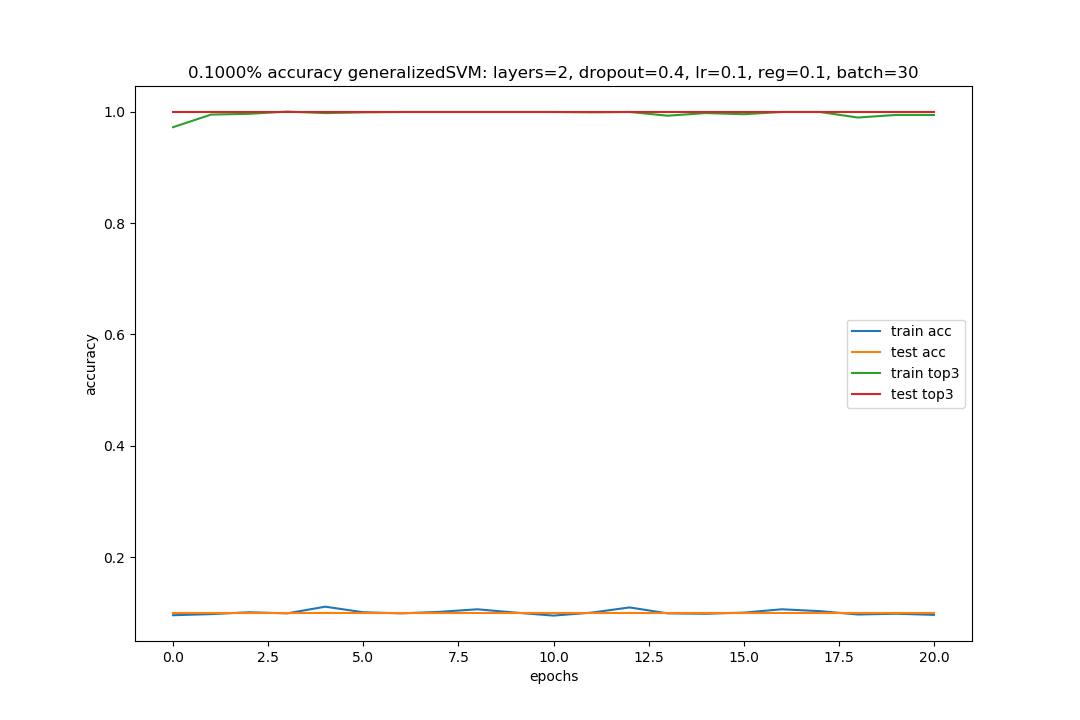 0.1000% accuracy generalizedSVM: layers=2, dropout=0.4, lr=0.1, reg=0.1, batch=30
1.0
0.8
0.6
0.4
0.2
accuracy
train acc
test acc
train top3
test top3
0.0 2.5 5.0 7.5 10.0 12.5 15.0 17.5 20.0
epochs